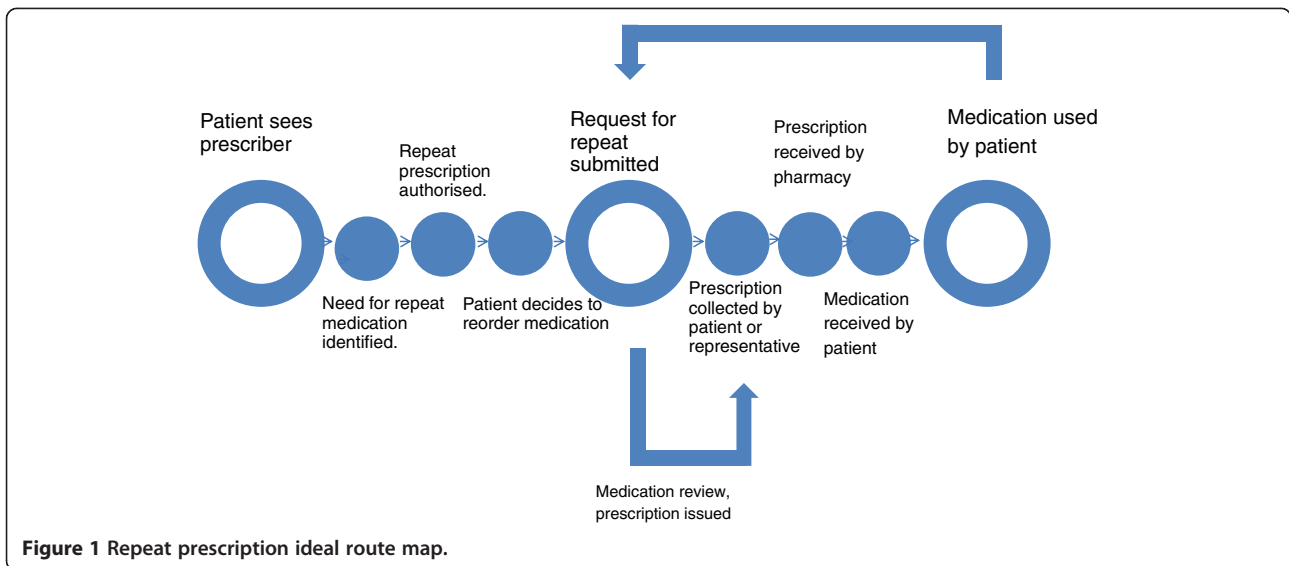 Patient sees
prescriber
Need for repeat
medication
identified.
Repeat
prescription
authorised.
Patient decides to
reorder medication
Request for
repeat
submitted
Medication review,
prescription issued
Prescription
collected by
patient or
representative
Prescription
received by
pharmacy
Medication
received by
patient
Medication used
by patient
Figure 1 Repeat prescription ideal route map.